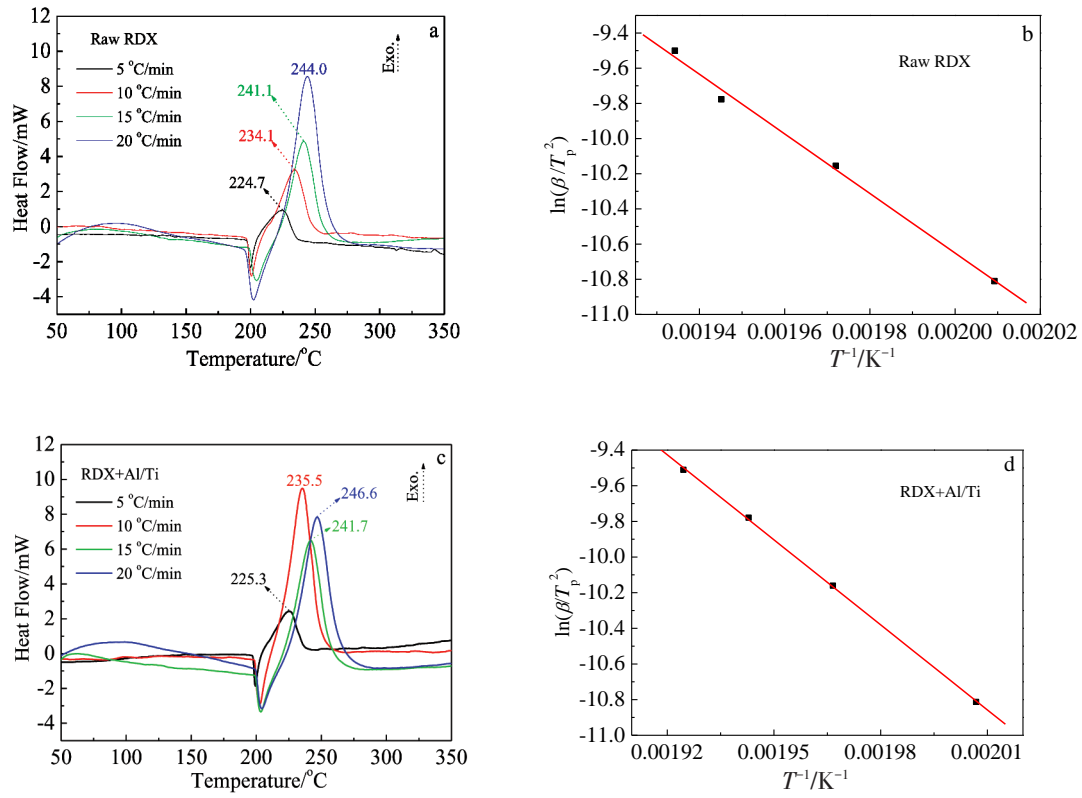 a
Raw RDX
5 °C/min
10 °C/min
15 °C/min
20 °C/min
Exo.
244.0
241.1
234.1
224.7
12
10
8
6
4
2
0
-2
-4
Heat Flow/mW
50 100 150 200 250 300 350
Temperature/°C
b
Raw RDX
-9.4
-9.6
-9.8
-10.0
-10.2
-10.4
-10.6
-10.8
-11.0
ln(β/Tp²)
0.00194 0.00196 0.00198 0.00200 0.00202
T⁻¹/K⁻¹
c
RDX+Al/Ti
5 °C/min
10 °C/min
15 °C/min
20 °C/min
Exo.
235.5
246.6
241.7
225.3
12
10
8
6
4
2
0
-2
-4
Heat Flow/mW
50 100 150 200 250 300 350
Temperature/°C
d
RDX+Al/Ti
-9.4
-9.6
-9.8
-10.0
-10.2
-10.4
-10.6
-10.8
-11.0
ln(β/Tp²)
0.00192 0.00195 0.00198 0.00201
T⁻¹/K⁻¹